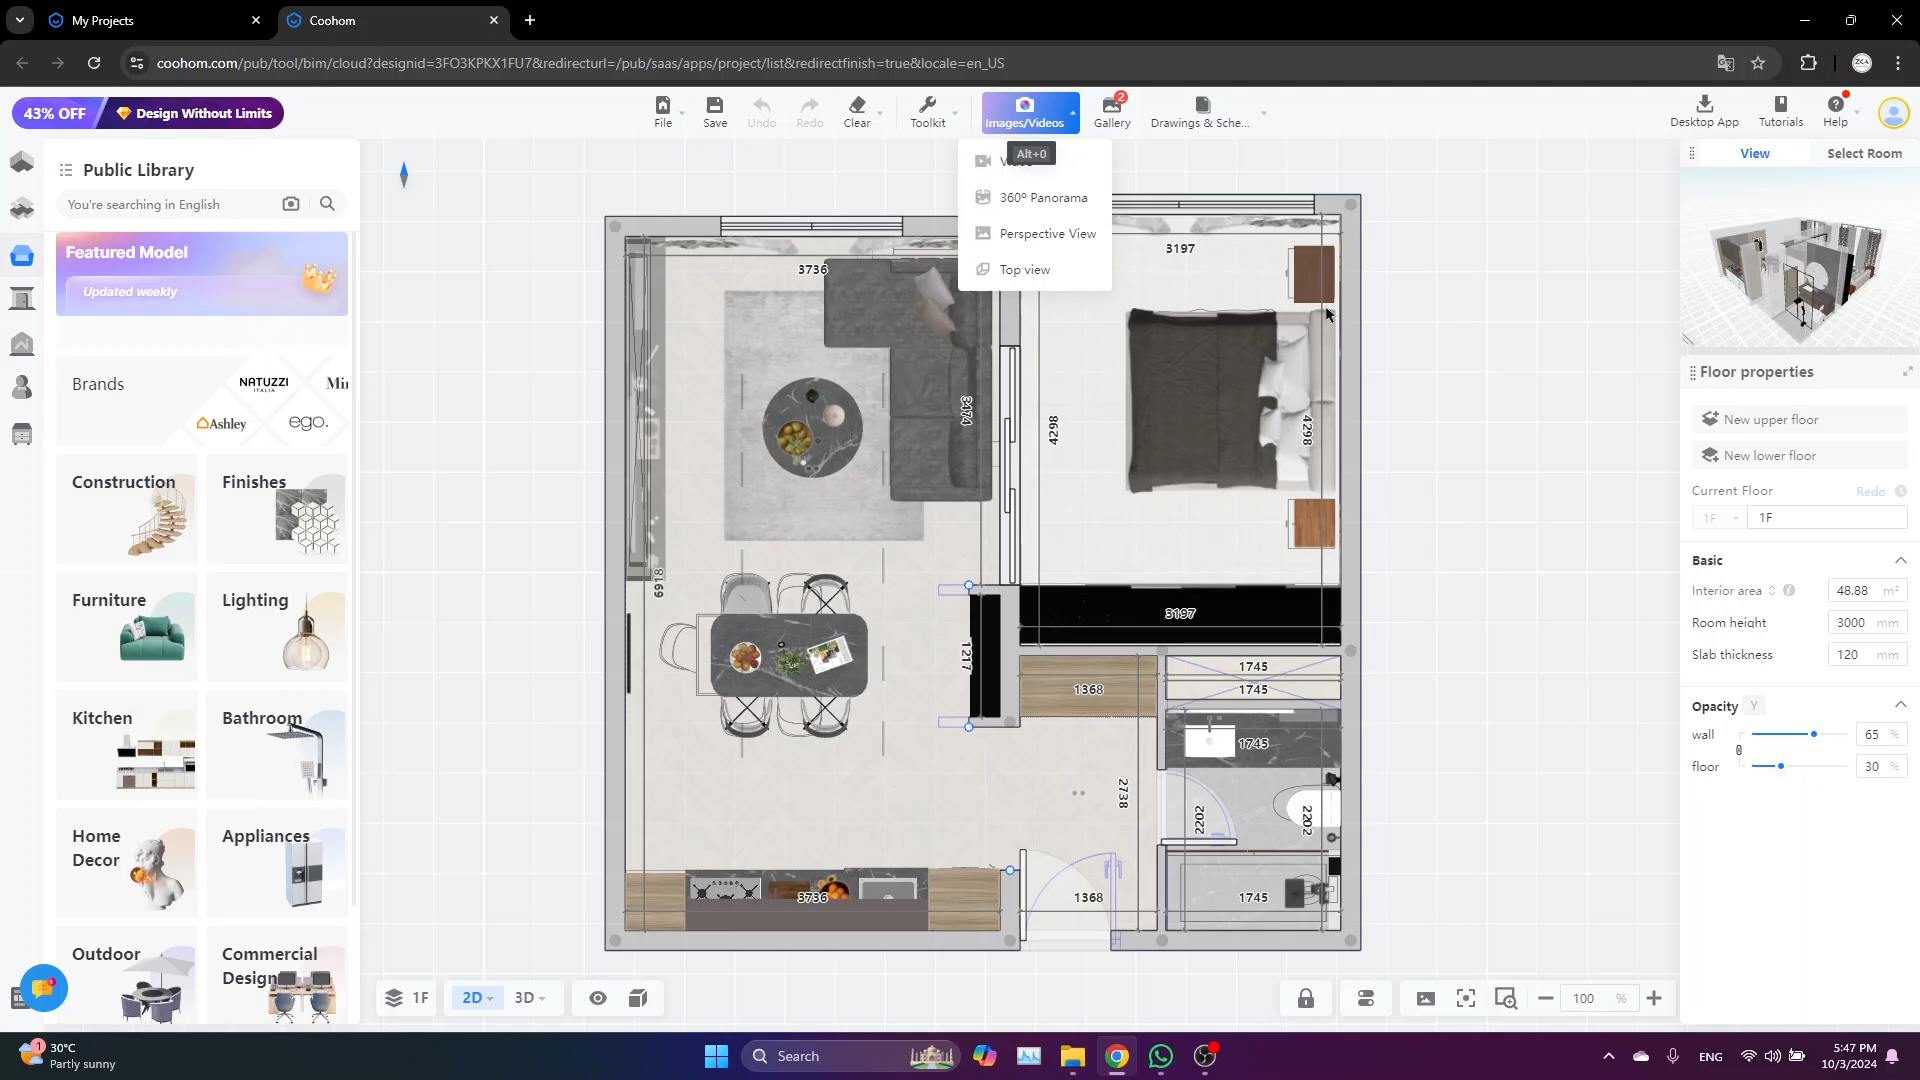 My Projects
Coohom
coohom.com/pub/tool/bim/cloud?designid=3FO3KPKX1FU7&redirecturl=/pub/saas/apps/project/list&redirectfinish=true&locale=en_US
43% OFF
Design Without Limits
File
Save
Undo
Redo
Clear
Toolkit
Images/Videos
Gallery
2
Drawings & Sche...
Desktop App
Tutorials
Help
Alt+0
360º Panorama
Perspective View
Top view
Public Library
You're searching in English
Featured Model
Updated weekly
Brands
NATUZZI
ITALIA
Ashley
ego.
Construction
Finishes
Furniture
Lighting
Kitchen
Bathroom
Home
Decor
Appliances
Outdoor
Commercial
Design
3736
3197
3474
4298
4298
6918
3197
1217
1368
1745
1745
1745
2738
2202
2202
3736
1368
1745
1F
2D
3D
100 %
View
Select Room
Floor properties
New upper floor
New lower floor
Current Floor
Redo
1F
1F
Basic
Interior area
48.88 m²
Room height
3000 mm
Slab thickness
120 mm
Opacity
Y
wall
65 %
floor
30 %
1
30°C
Partly sunny
Search
ENG
5:47 PM
10/3/2024